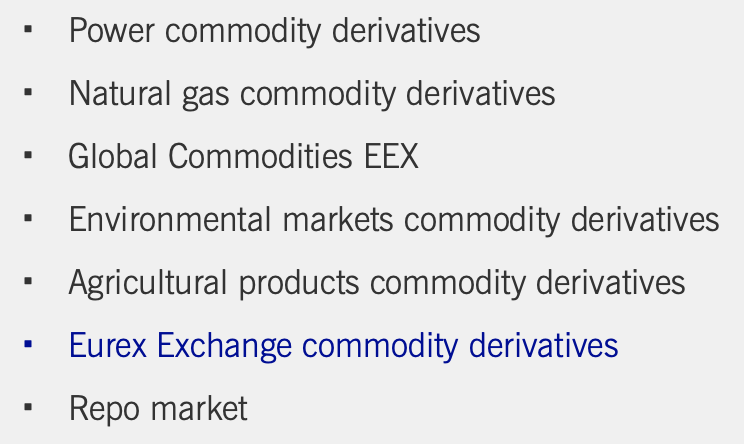 ▪ Power commodity derivatives
▪ Natural gas commodity derivatives
▪ Global Commodities EEX
▪ Environmental markets commodity derivatives
▪ Agricultural products commodity derivatives
▪ Eurex Exchange commodity derivatives
▪ Repo market